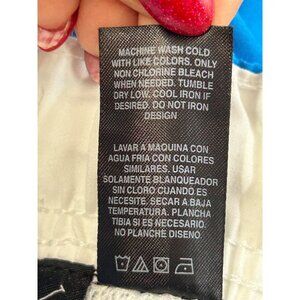 MACHINE WASH COLD
WITH LIKE COLORS. ONLY
NON CHLORINE BLEACH
WHEN NEEDED. TUMBLE
DRY LOW. COOL IRON IF
DESIRED. DO NOT IRON
DESIGN
LAVAR A MAQUINA CON
AGUA FRIA CON COLORES
SIMILARES. USAR
SOLAMENTE BLANQUEADOR
SIN CLORO CUANDO ES
NECESITE. SECAR A BAJA
TEMPERATURA. PLANCHA
TIBIA SI ES NECESARIO.
NO PLANCHE DISENO.